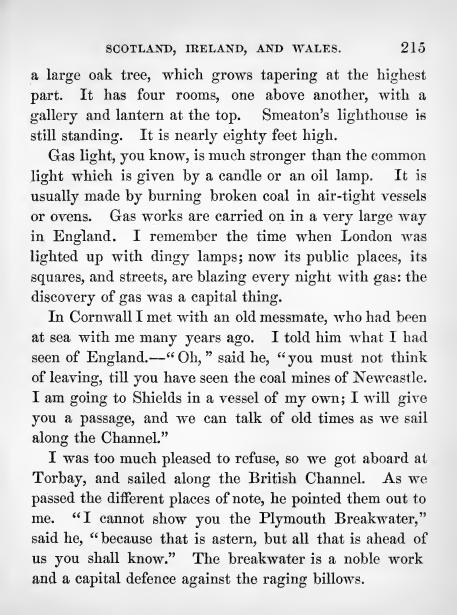 SCOTLAND, IRELAND, AND WALES. 215
a large oak tree, which grows tapering at the highest
part. It has four rooms, one above another, with a
gallery and lantern at the top. Smeaton's lighthouse is
still standing. It is nearly eighty feet high.
Gas light, you know, is much stronger than the common
light which is given by a candle or an oil lamp. It is
usually made by burning broken coal in air-tight vessels
or ovens. Gas works are carried on in a very large way
in England. I remember the time when London was
lighted up with dingy lamps; now its public places, its
squares, and streets, are blazing every night with gas: the
discovery of gas was a capital thing.
In Cornwall I met with an old messmate, who had been
at sea with me many years ago. I told him what I had
seen of England.—“Oh,” said he, “you must not think
of leaving, till you have seen the coal mines of Newcastle.
I am going to Shields in a vessel of my own; I will give
you a passage, and we can talk of old times as we sail
along the Channel.”
I was too much pleased to refuse, so we got aboard at
Torbay, and sailed along the British Channel. As we
passed the different places of note, he pointed them out to
me. “I cannot show you the Plymouth Breakwater,”
said he, “because that is astern, but all that is ahead of
us you shall know.” The breakwater is a noble work
and a capital defence against the raging billows.